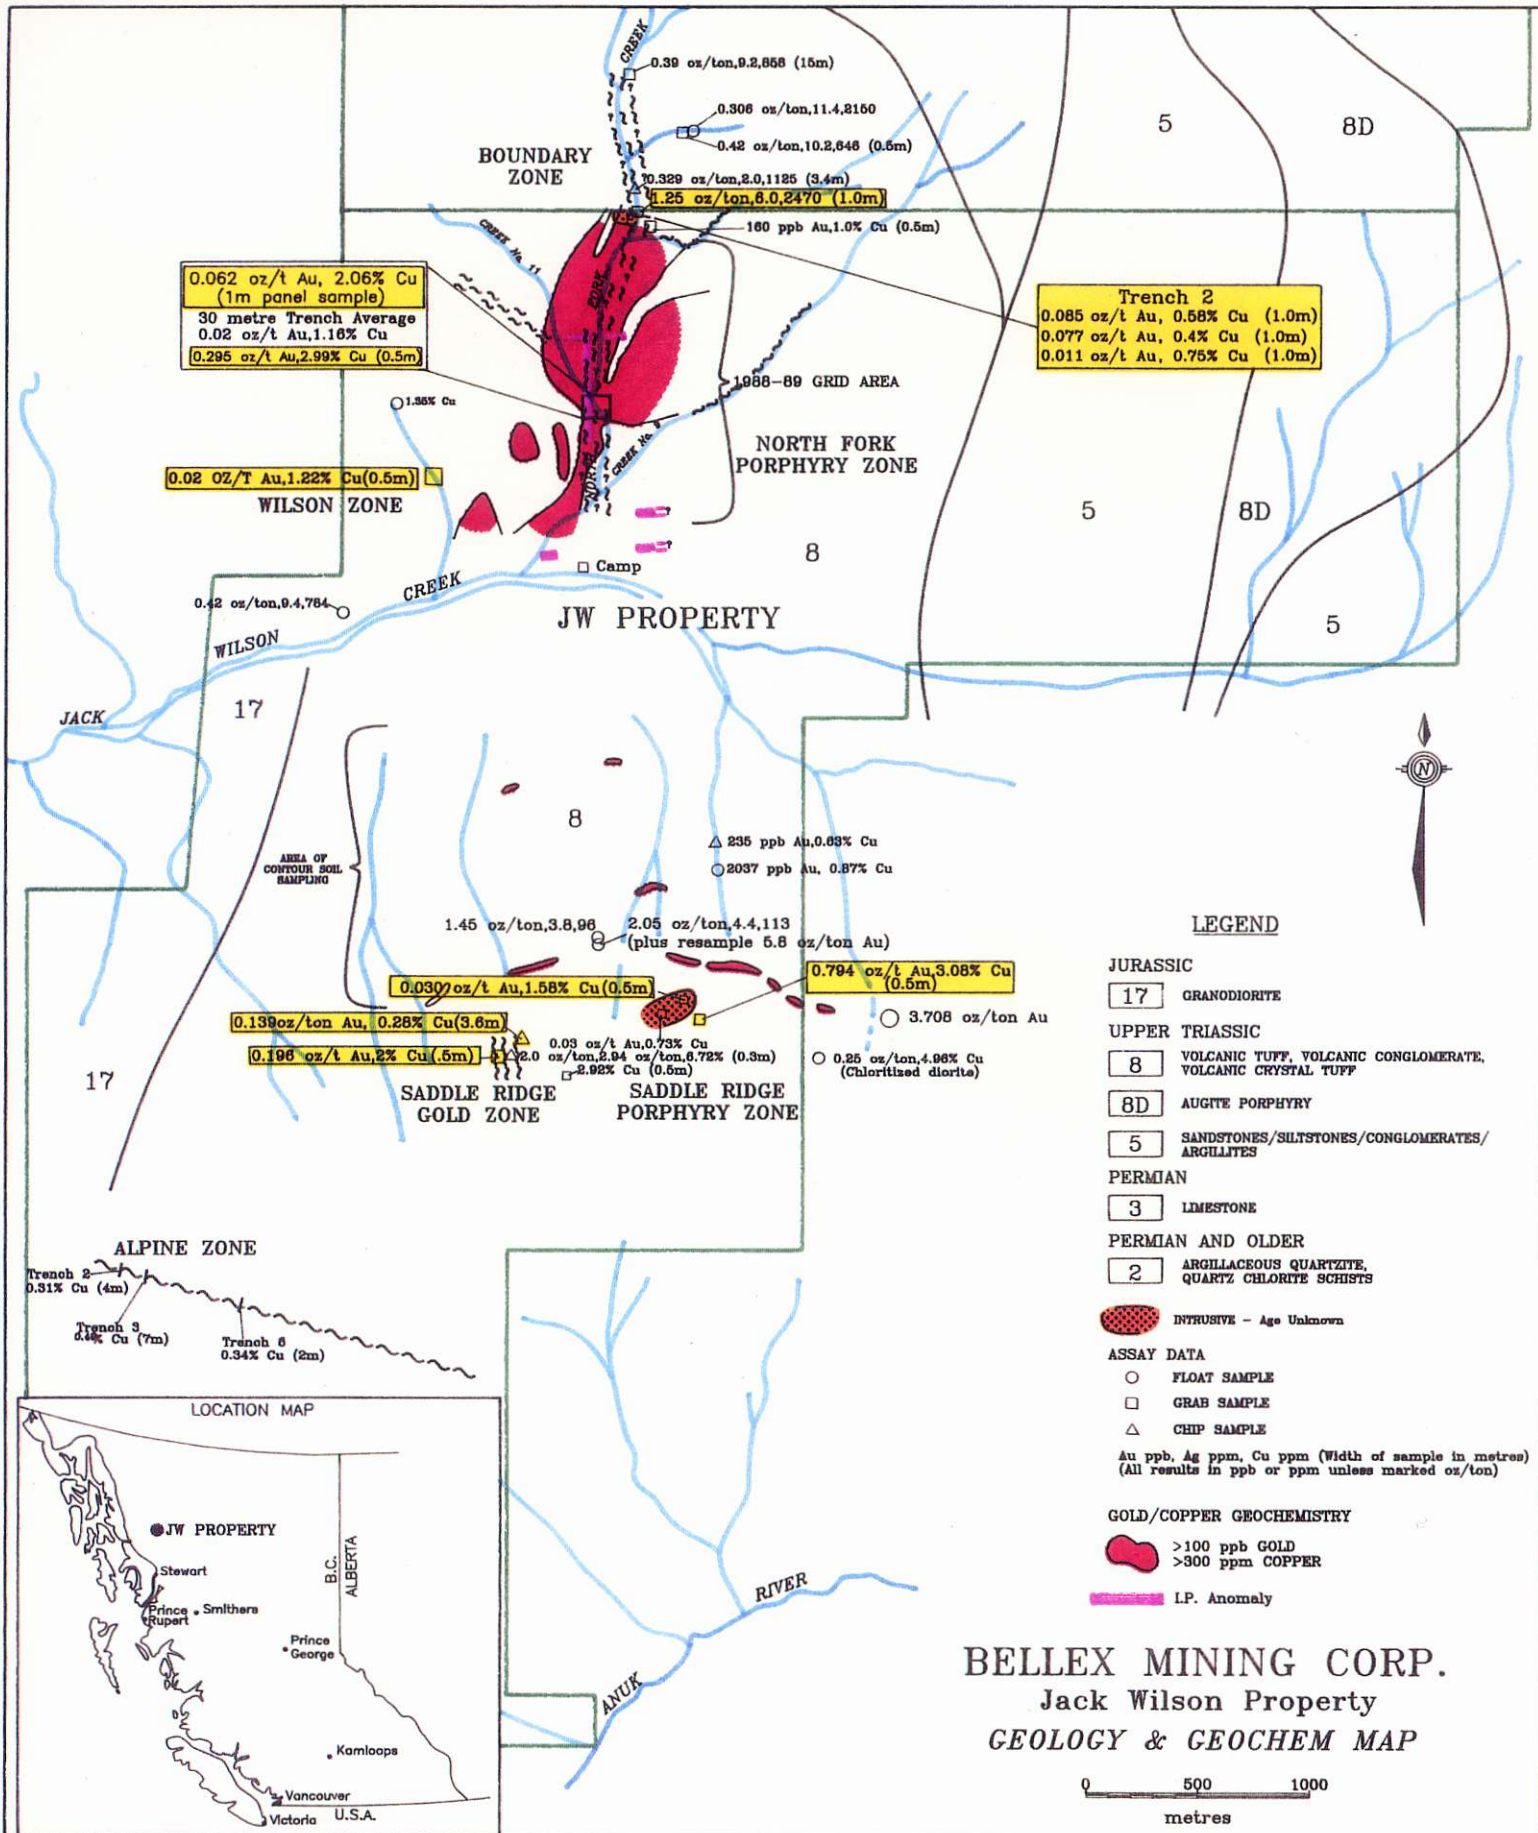 CREEK
0.39 oz/ton,9.2,658 (15m)
0.306 oz/ton,11.4,2150
0.42 oz/ton,10.2,646 (0.5m)
BOUNDARY
ZONE
0.329 oz/ton,2.0,1125 (3.4m)
1.25 oz/ton,6.0,2470 (1.0m)
160 ppb Au,1.0% Cu (0.5m)
5
8D
CREEK No. 11
FORK
0.062 oz/t Au, 2.06% Cu
(1m panel sample)
30 metre Trench Average
0.02 oz/t Au,1.16% Cu
0.295 oz/t Au,2.99% Cu (0.5m)
Trench 2
0.085 oz/t Au, 0.58% Cu (1.0m)
0.077 oz/t Au, 0.4% Cu (1.0m)
0.011 oz/t Au, 0.75% Cu (1.0m)
1988-89 GRID AREA
1.35% Cu
NORTH
NORTH FORK
PORPHYRY ZONE
0.02 OZ/T Au,1.22% Cu(0.5m)
WILSON ZONE
5
8D
?
?
8
Camp
CREEK
0.42 oz/ton,9.4,784
JW PROPERTY
5
WILSON
17
JACK
N
8
235 ppb Au,0.63% Cu
2037 ppb Au, 0.87% Cu
AREA OF
CONTOUR SOIL
SAMPLING
1.45 oz/ton,3.8,96
2.05 oz/ton,4.4,113
(plus resample 5.8 oz/ton Au)
0.794 oz/t Au,3.08% Cu
(0.5m)
0.030 oz/t Au,1.58% Cu(0.5m)
3.708 oz/ton Au
0.139oz/ton Au, 0.28% Cu(3.6m)
0.03 oz/t Au,0.73% Cu
0.196 oz/t Au,2% Cu(.5m)
2.0 oz/ton,2.94 oz/ton,6.72% (0.3m)
2.92% Cu (0.5m)
0.25 oz/ton,4.96% Cu
(Chloritized diorite)
17
SADDLE RIDGE
GOLD ZONE
SADDLE RIDGE
PORPHYRY ZONE
LEGEND
JURASSIC
17 GRANODIORITE
UPPER TRIASSIC
8 VOLCANIC TUFF, VOLCANIC CONGLOMERATE,
VOLCANIC CRYSTAL TUFF
8D AUGITE PORPHYRY
5 SANDSTONES/SILTSTONES/CONGLOMERATES/
ARGILLITES
PERMIAN
3 LIMESTONE
PERMIAN AND OLDER
2 ARGILLACEOUS QUARTZITE,
QUARTZ CHLORITE SCHISTS
INTRUSIVE - Age Unknown
ASSAY DATA
FLOAT SAMPLE
GRAB SAMPLE
CHIP SAMPLE
Au ppb, Ag ppm, Cu ppm (Width of sample in metres)
(All results in ppb or ppm unless marked oz/ton)
GOLD/COPPER GEOCHEMISTRY
>100 ppb GOLD
>300 ppm COPPER
I.P. Anomaly
ALPINE ZONE
Trench 2
0.31% Cu (4m)
Trench 3
Cu (7m)
Trench 6
0.34% Cu (2m)
LOCATION MAP
JW PROPERTY
Stewart
Prince
Rupert
Smithers
B.C.
ALBERTA
Prince
George
Kamloops
Vancouver
Victoria
U.S.A.
RIVER
ANUK
BELLEX MINING CORP.
Jack Wilson Property
GEOLOGY & GEOCHEM MAP
0 500 1000
metres